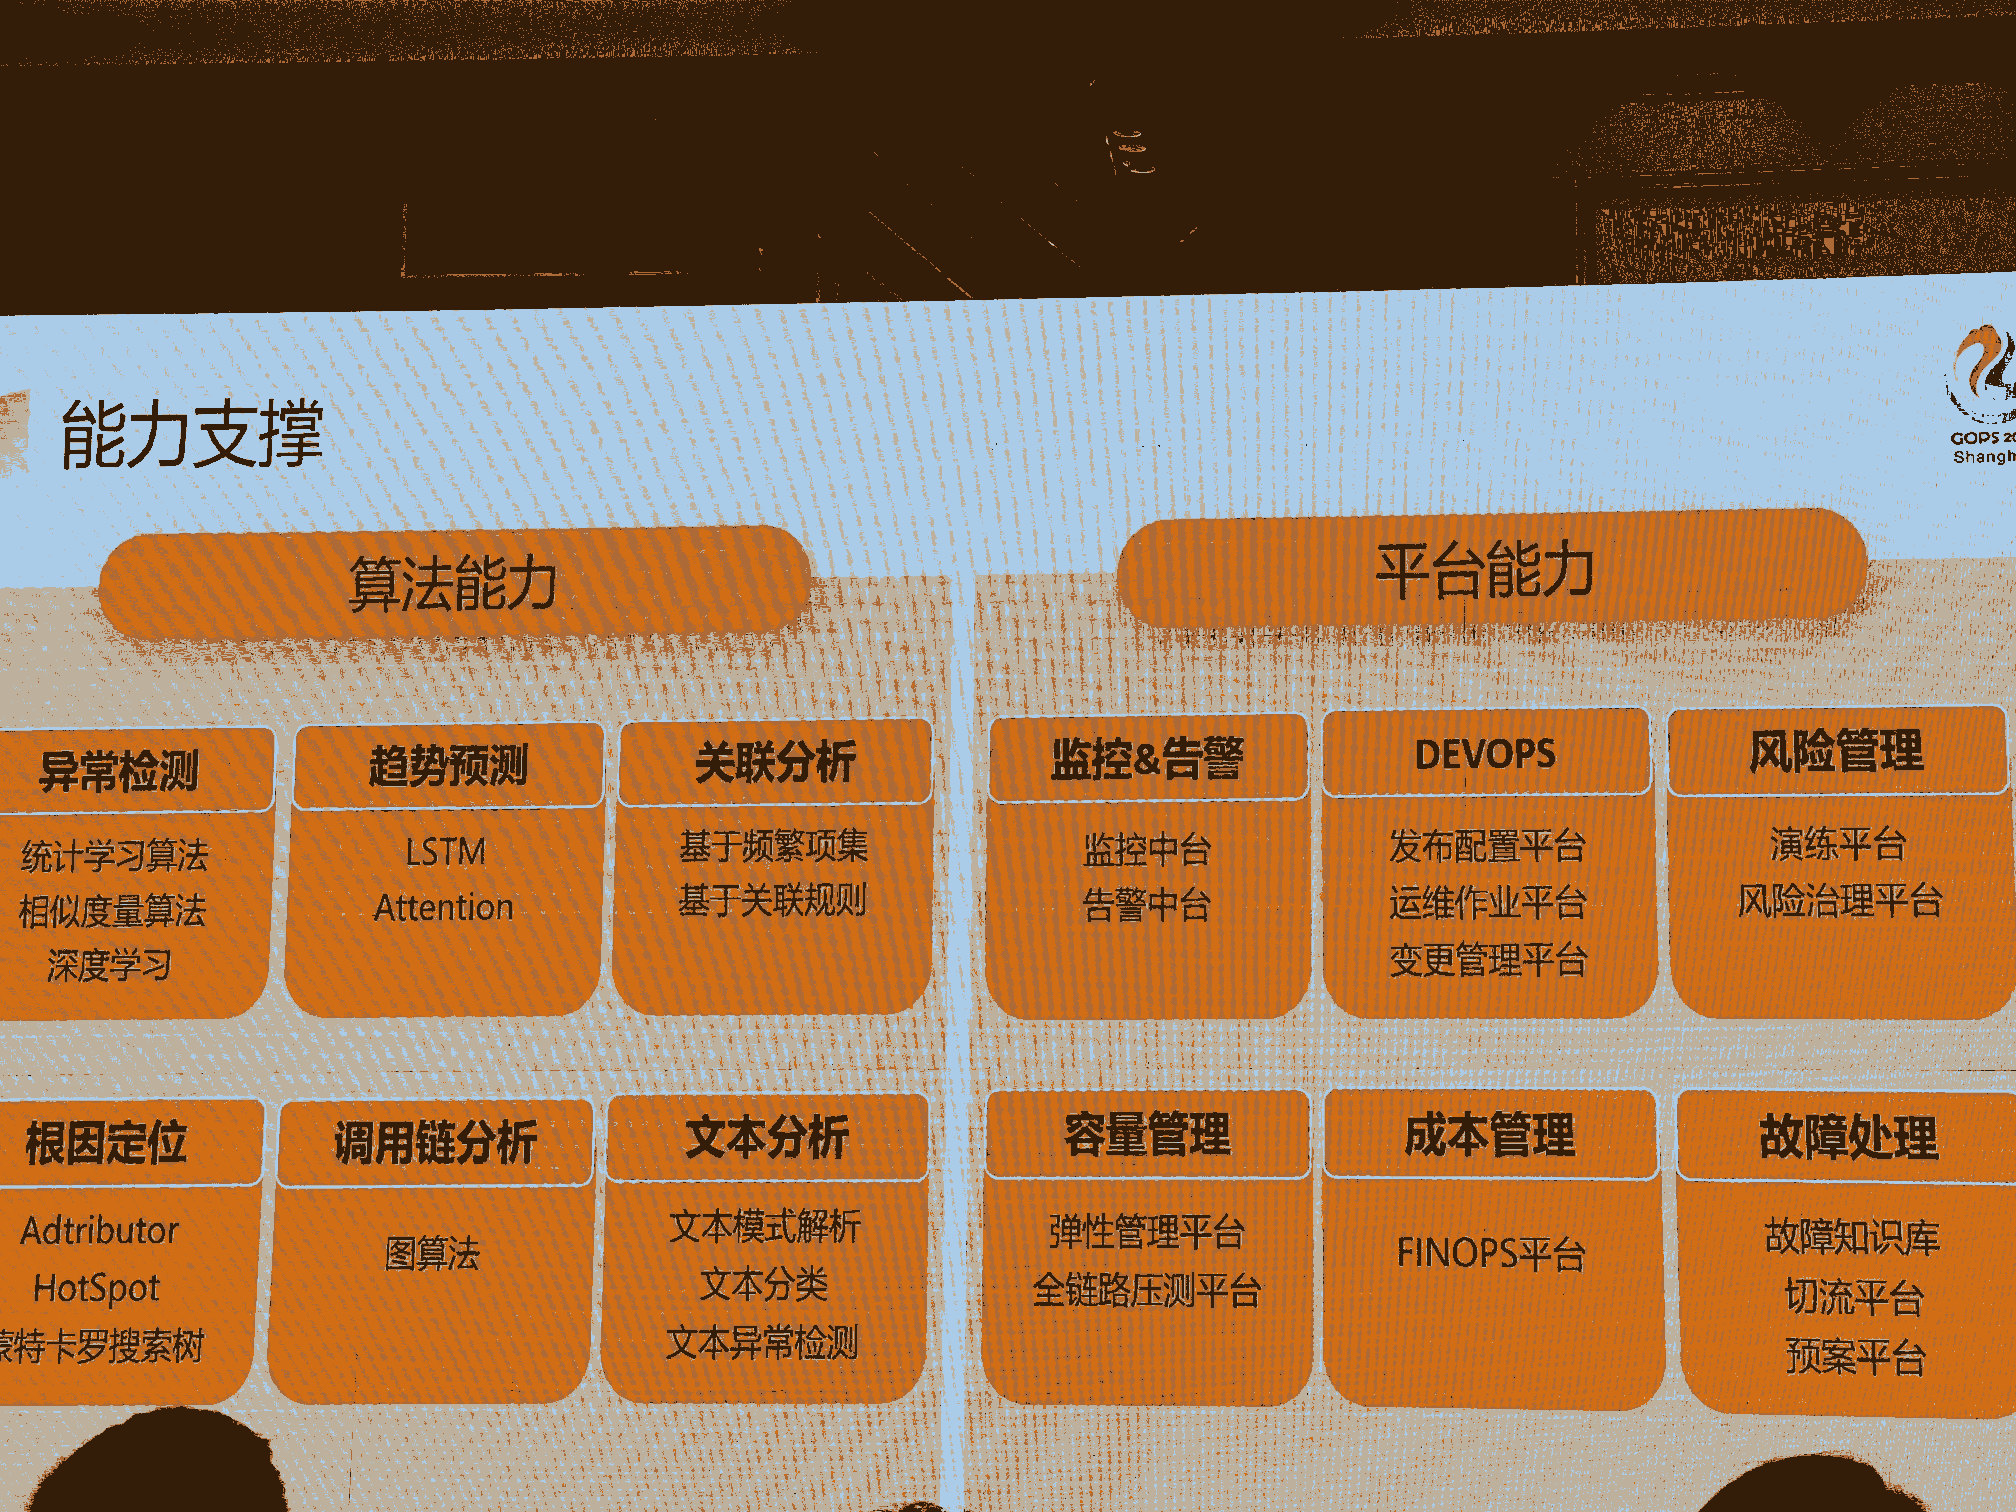 能力支撑
GOPS 20
Shangh
算法能力
平台能力
异常检测
统计学习算法
相似度量算法
深度学习
趋势预测
LSTM
Attention
关联分析
基于频繁项集
基于关联规则
监控&告警
监控中台
告警中台
DEVOPS
发布配置平台
运维作业平台
变更管理平台
风险管理
演练平台
风险治理平台
根因定位
Adtributor
HotSpot
蒙特卡罗搜索树
调用链分析
图算法
文本分析
文本模式解析
文本分类
文本异常检测
容量管理
弹性管理平台
全链路压测平台
成本管理
FINOPS平台
故障处理
故障知识库
切流平台
预案平台